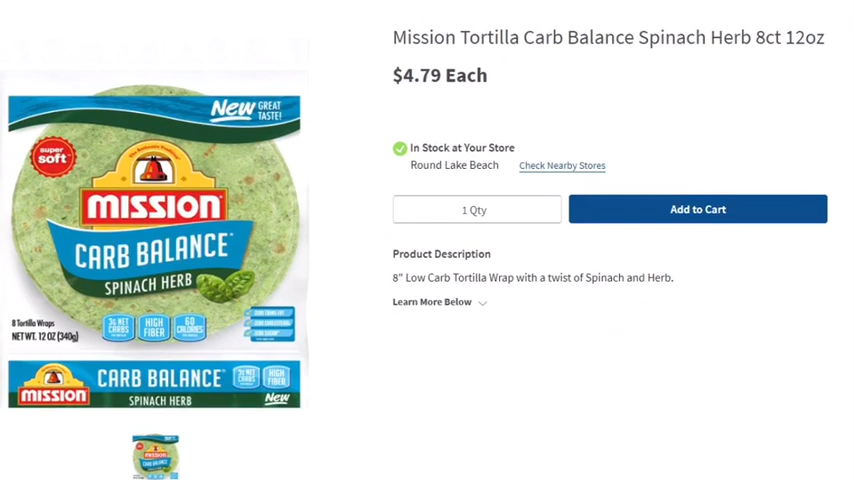 Mission Tortilla Carb Balance Spinach Herb 8ct 12oz
$4.79 Each
In Stock at Your Store
Round Lake Beach Check Nearby Stores
1 Qty Add to Cart
Product Description
8" Low Carb Tortilla Wrap with a twist of Spinach and Herb.
Learn More Below
New GREAT TASTE!
super soft
The Authentic Tradition
MISSION
CARB BALANCE
SPINACH HERB
8 Tortilla Wraps
NET WT. 12 OZ (340g)
3g NET CARBS
HIGH FIBER
60 CALORIES
MISSION
CARB BALANCE
SPINACH HERB
3g NET CARBS
HIGH FIBER
New